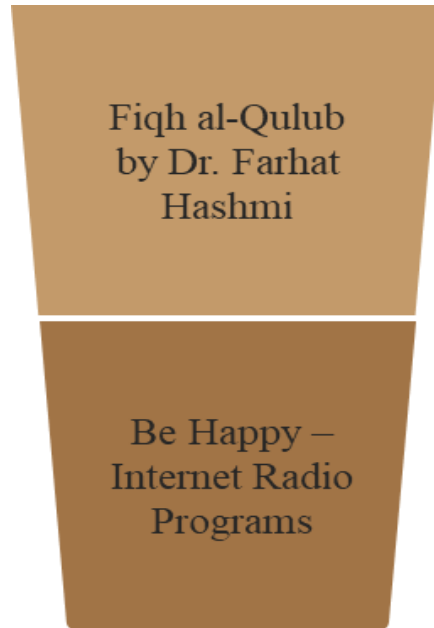 Fiqh al-Qulub
by Dr. Farhat
Hashmi
Be Happy –
Internet Radio
Programs